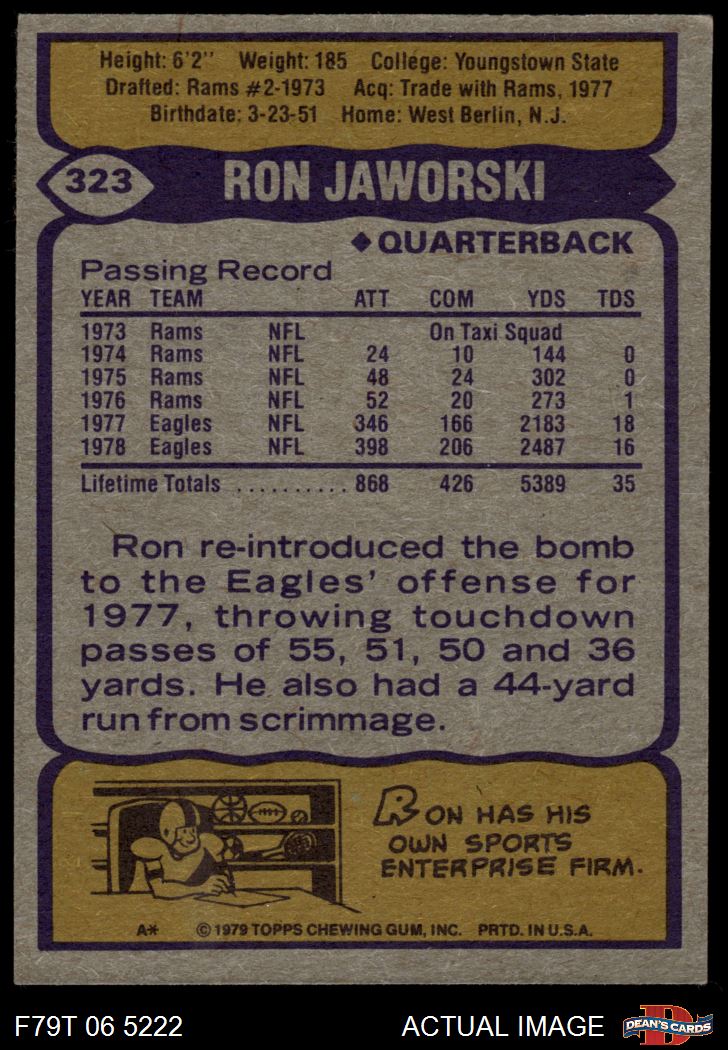 Height: 6'2" Weight: 185 College: Youngstown State
Drafted: Rams #2-1973 Acq: Trade with Rams, 1977
Birthdate: 3-23-51 Home: West Berlin, N.J.
323 RON JAWORSKI
◆QUARTERBACK
Passing Record
YEAR TEAM ATT COM YDS TDS
1973 Rams NFL On Taxi Squad
1974 Rams NFL 24 10 144 0
1975 Rams NFL 48 24 302 0
1976 Rams NFL 52 20 273 1
1977 Eagles NFL 346 166 2183 18
1978 Eagles NFL 398 206 2487 16
Lifetime Totals .......... 868 426 5389 35
Ron re-introduced the bomb
to the Eagles' offense for
1977, throwing touchdown
passes of 55, 51, 50 and 36
yards. He also had a 44-yard
run from scrimmage.
RON HAS HIS
OWN SPORTS
ENTERPRISE FIRM.
A* ©1979 TOPPS CHEWING GUM, INC. PRTD. IN U.S.A.
F79T 06 5222 ACTUAL IMAGE D DEAN'S CARDS